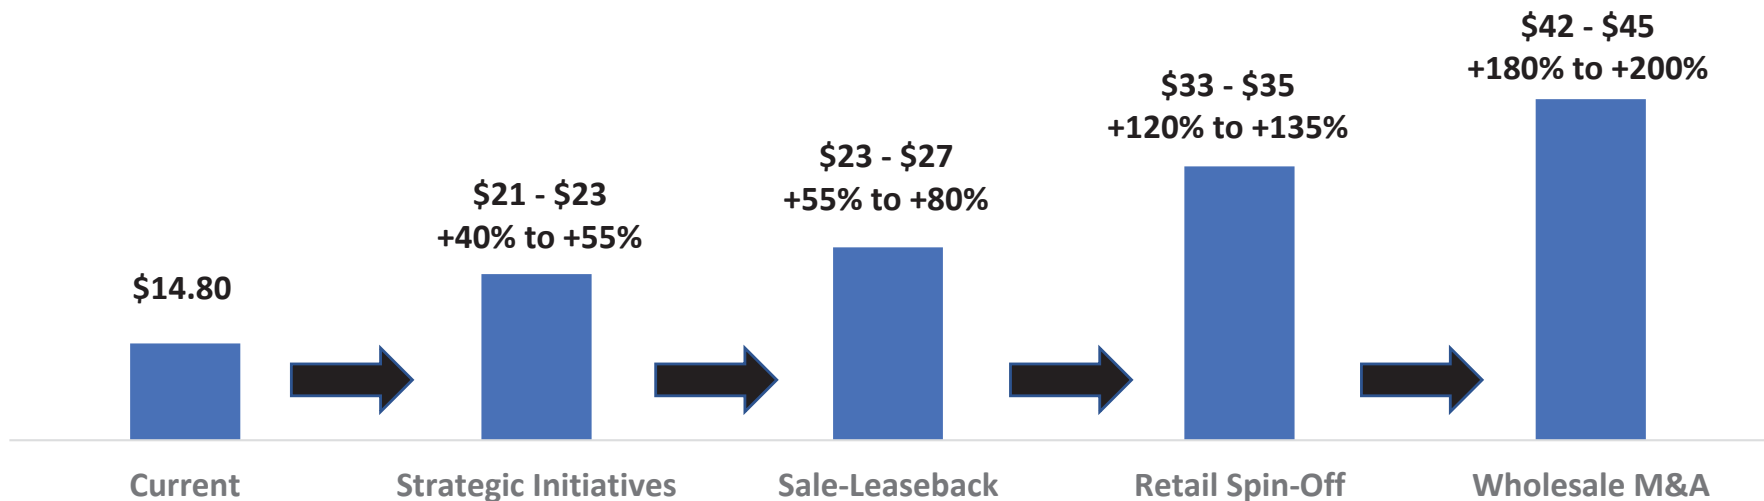 $14.80
$21 - $23
+40% to +55%
$23 - $27
+55% to +80%
$33 - $35
+120% to +135%
$42 - $45
+180% to +200%
Current
Strategic Initiatives
Sale-Leaseback
Retail Spin-Off
Wholesale M&A